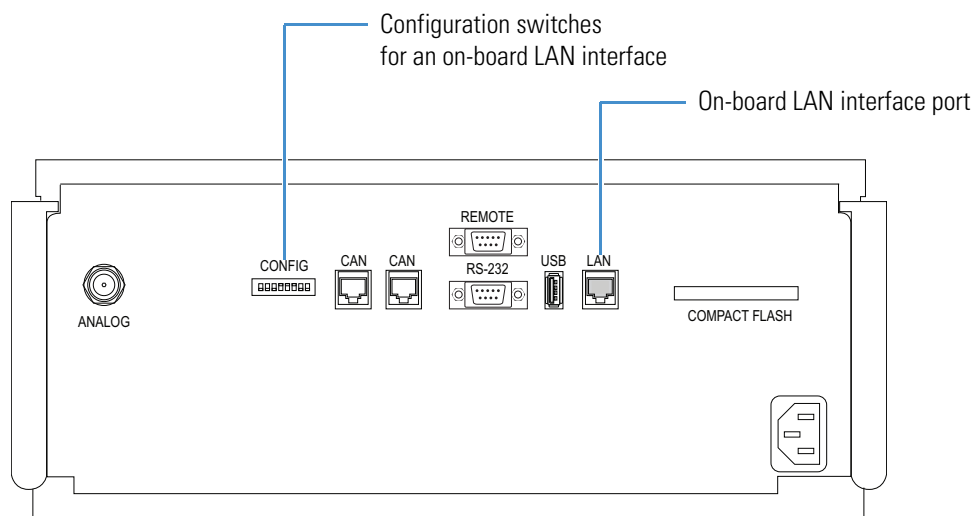 Configuration switches
for an on-board LAN interface
On-board LAN interface port
REMOTE
CONFIG
CAN
CAN
RS-232
USB
LAN
ANALOG
COMPACT FLASH